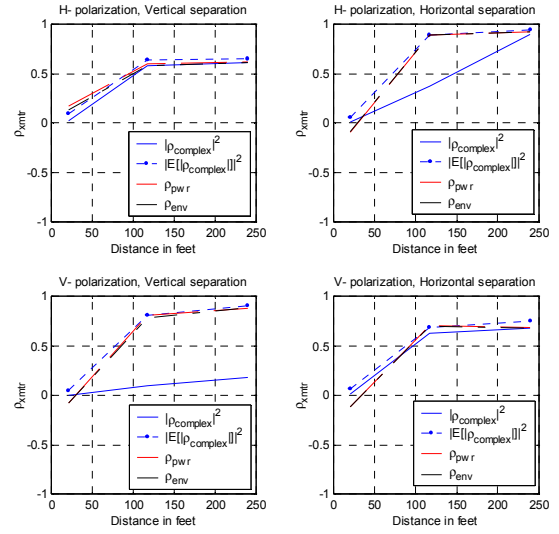 H- polarization, Vertical separation
1
0.5
0
-0.5
-1
ρxmtr
|ρcomplex|²
|E[|ρcomplex|]|²
ρpwr
ρenv
0 50 100 150 200 250
Distance in feet
H- polarization, Horizontal separation
1
0.5
0
-0.5
-1
ρxmtr
|ρcomplex|²
|E[|ρcomplex|]|²
ρpwr
ρenv
0 50 100 150 200 250
Distance in feet
V- polarization, Vertical separation
1
0.5
0
-0.5
-1
ρxmtr
|ρcomplex|²
|E[|ρcomplex|]|²
ρpwr
ρenv
0 50 100 150 200 250
Distance in feet
V- polarization, Horizontal separation
1
0.5
0
-0.5
-1
ρxmtr
|ρcomplex|²
|E[|ρcomplex|]|²
ρpwr
ρenv
0 50 100 150 200 250
Distance in feet